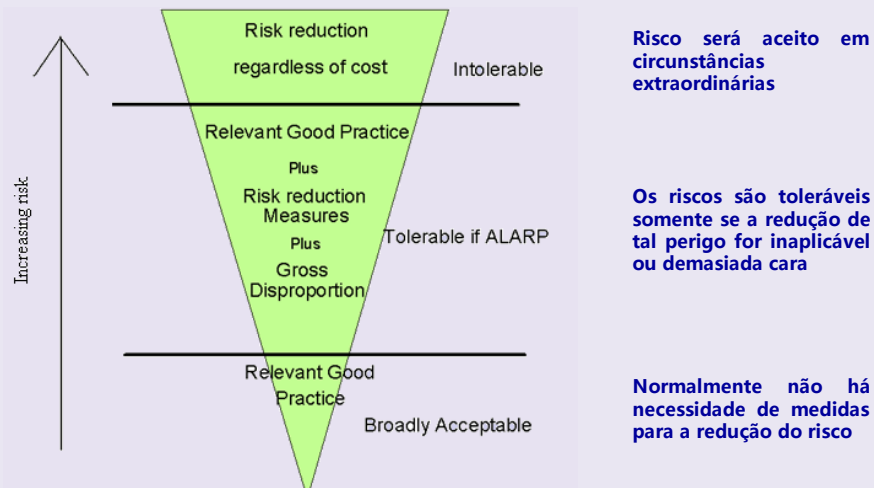 Risk reduction
regardless of cost
Intolerable
Risco será aceito em
circunstâncias
extraordinárias
Relevant Good Practice
Plus
Risk reduction
Measures
Plus
Gross
Disproportion
Tolerable if ALARP
Os riscos são toleráveis
somente se a redução de
tal perigo for inaplicável
ou demasiada cara
Relevant Good
Practice
Broadly Acceptable
Normalmente não há
necessidade de medidas
para a redução do risco
Increasing risk